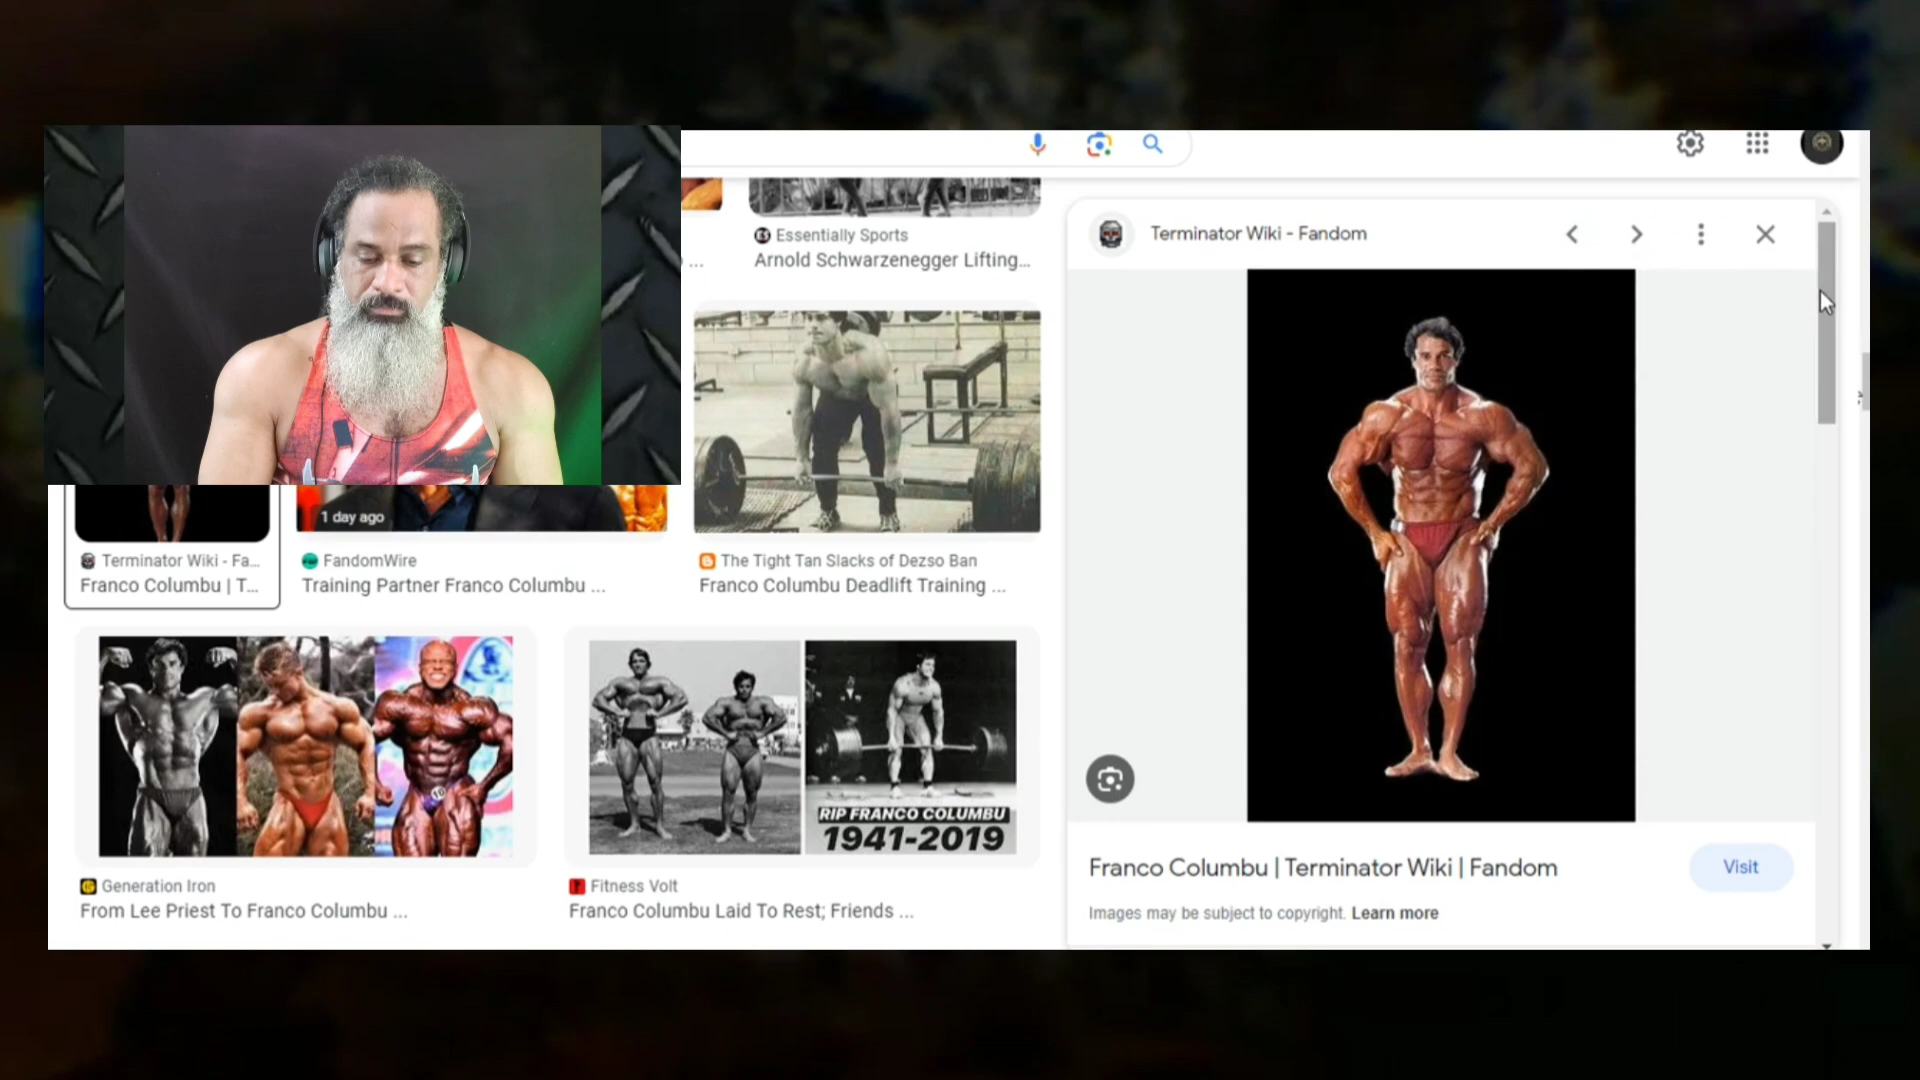 Essentially Sports
Arnold Schwarzenegger Lifting...
...
Terminator Wiki - Fandom
1 day ago
Terminator Wiki - Fa...
Franco Columbu | T...
FandomWire
Training Partner Franco Columbu ...
The Tight Tan Slacks of Dezso Ban
Franco Columbu Deadlift Training ...
RIP FRANCO COLUMBU
1941-2019
Generation Iron
From Lee Priest To Franco Columbu ...
Fitness Volt
Franco Columbu Laid To Rest; Friends ...
Franco Columbu | Terminator Wiki | Fandom
Visit
Images may be subject to copyright. Learn more